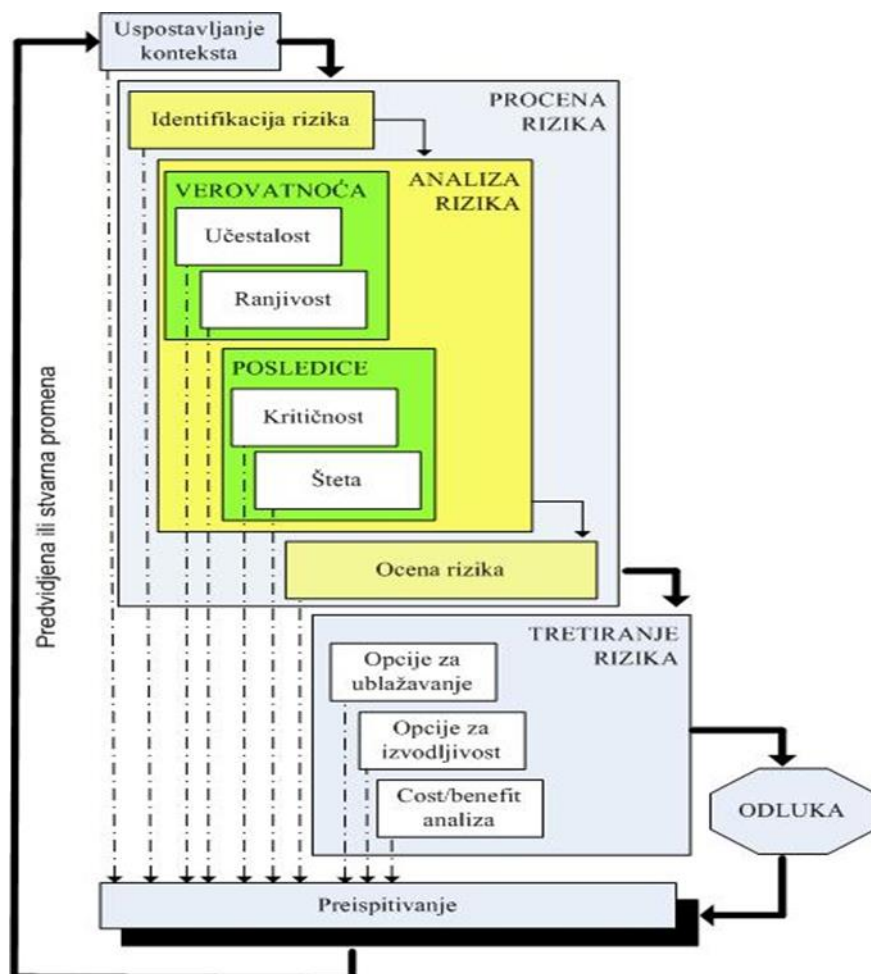 Uspostavljanje
konteksta
PROCENA
RIZIKA
Identifikacija rizika
ANALIZA
RIZIKA
VEROVATNOĆA
Učestalost
Ranjivost
POSLEDICE
Kritičnost
Šteta
Ocena rizika
Predvidjena ili stvarna promena
TRETIRANJE
RIZIKA
Opcije za
ublažavanje
Opcije za
izvodljivost
Cost/benefit
analiza
ODLUKA
Preispitivanje